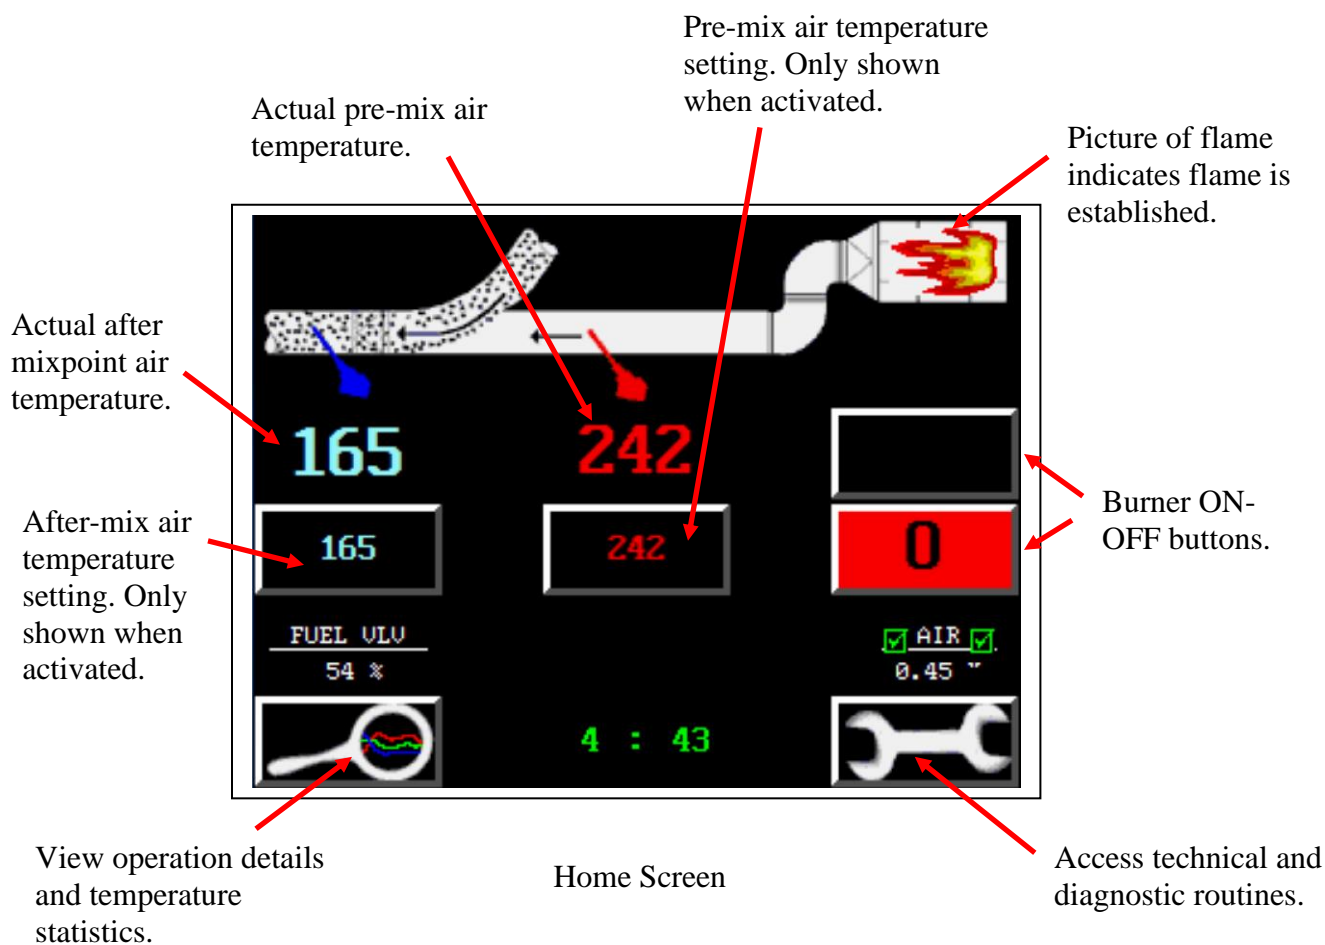 Pre-mix air temperature
setting. Only shown
when activated.
Actual pre-mix air
temperature.
Picture of flame
indicates flame is
established.
Actual after
mixpoint air
temperature.
165
242
Burner ON-
OFF buttons.
After-mix air
temperature
setting. Only
shown when
activated.
165
242
0
FUEL VLV
54 %
AIR
0.45 "
4 : 43
View operation details
and temperature
statistics.
Home Screen
Access technical and
diagnostic routines.